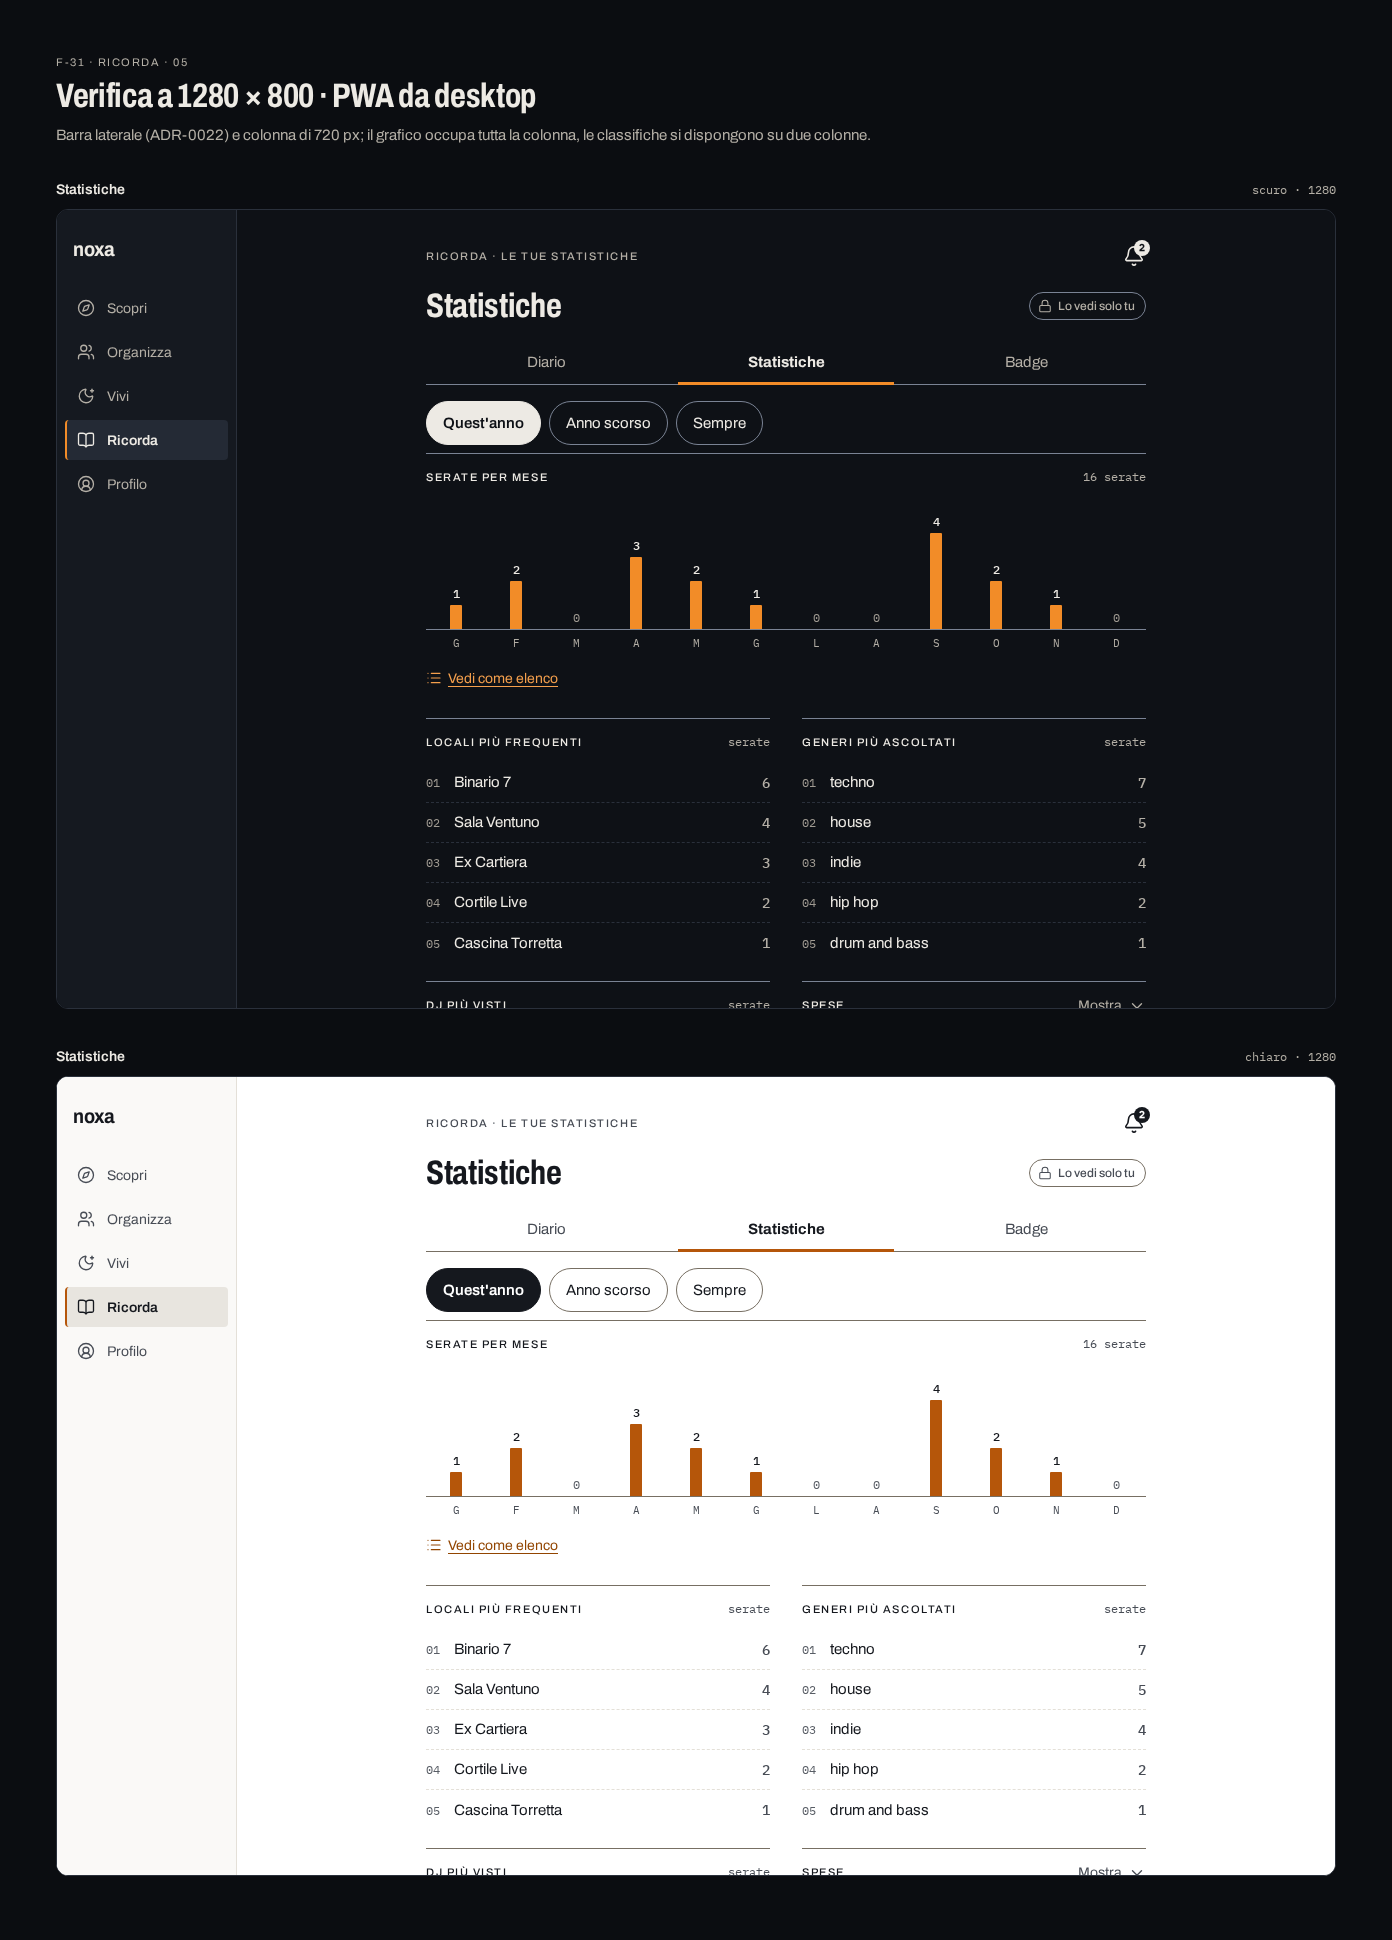 F-31 · RICORDA · 05
Verifica a 1280 × 800 · PWA da desktop
Barra laterale (ADR-0022) e colonna di 720 px; il grafico occupa tutta la colonna, le classifiche si dispongono su due colonne.
Statistiche scuro · 1280
noxa
Scopri
Organizza
Vivi
Ricorda
Profilo
RICORDA · LE TUE STATISTICHE 2
Statistiche Lo vedi solo tu
Diario Statistiche Badge
Quest'anno Anno scorso Sempre
SERATE PER MESE 16 serate
1 2 0 3 2 1 0 0 4 2 1 0
G F M A M G L A S O N D
Vedi come elenco
LOCALI PIÙ FREQUENTI serate
01 Binario 7 6
02 Sala Ventuno 4
03 Ex Cartiera 3
04 Cortile Live 2
05 Cascina Torretta 1
GENERI PIÙ ASCOLTATI serate
01 techno 7
02 house 5
03 indie 4
04 hip hop 2
05 drum and bass 1
DJ PIÙ VISTI serate
SPESE Mostra
Statistiche chiaro · 1280
noxa
Scopri
Organizza
Vivi
Ricorda
Profilo
RICORDA · LE TUE STATISTICHE 2
Statistiche Lo vedi solo tu
Diario Statistiche Badge
Quest'anno Anno scorso Sempre
SERATE PER MESE 16 serate
1 2 0 3 2 1 0 0 4 2 1 0
G F M A M G L A S O N D
Vedi come elenco
LOCALI PIÙ FREQUENTI serate
01 Binario 7 6
02 Sala Ventuno 4
03 Ex Cartiera 3
04 Cortile Live 2
05 Cascina Torretta 1
GENERI PIÙ ASCOLTATI serate
01 techno 7
02 house 5
03 indie 4
04 hip hop 2
05 drum and bass 1
DJ PIÙ VISTI serate
SPESE Mostra